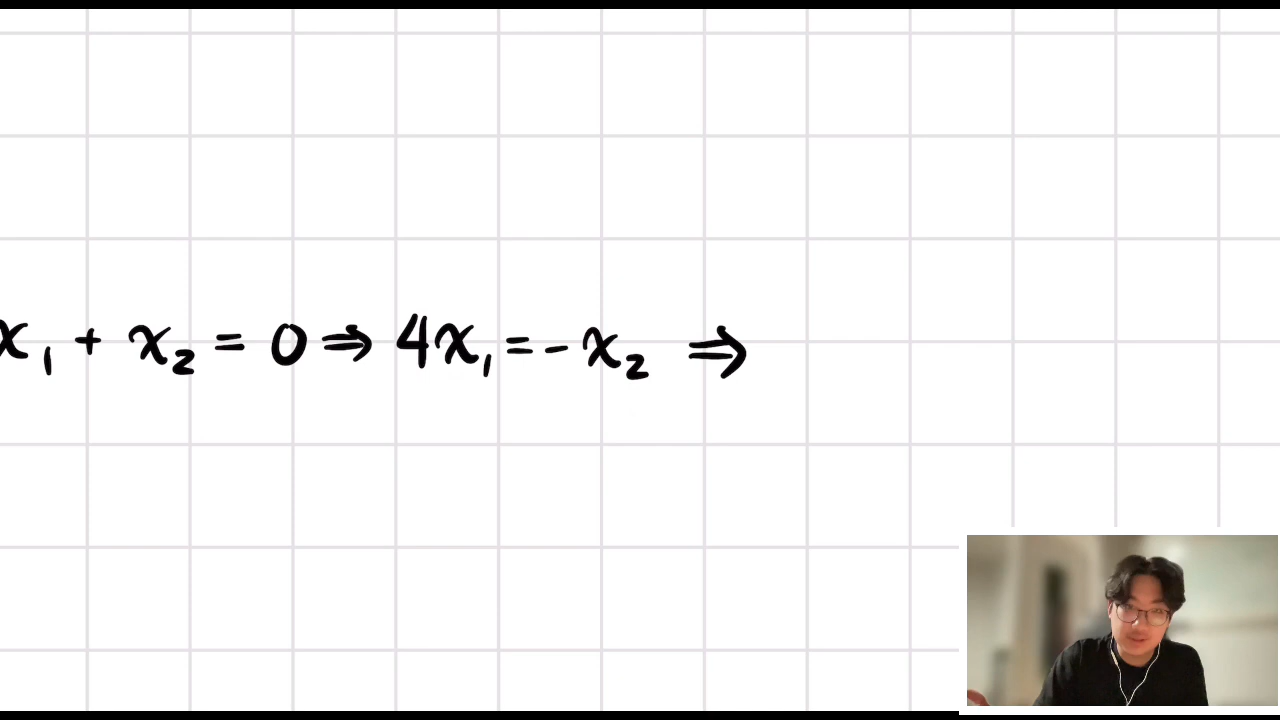 x₁ + x₂ = 0 ⇒ 4x₁ = -x₂ ⇒